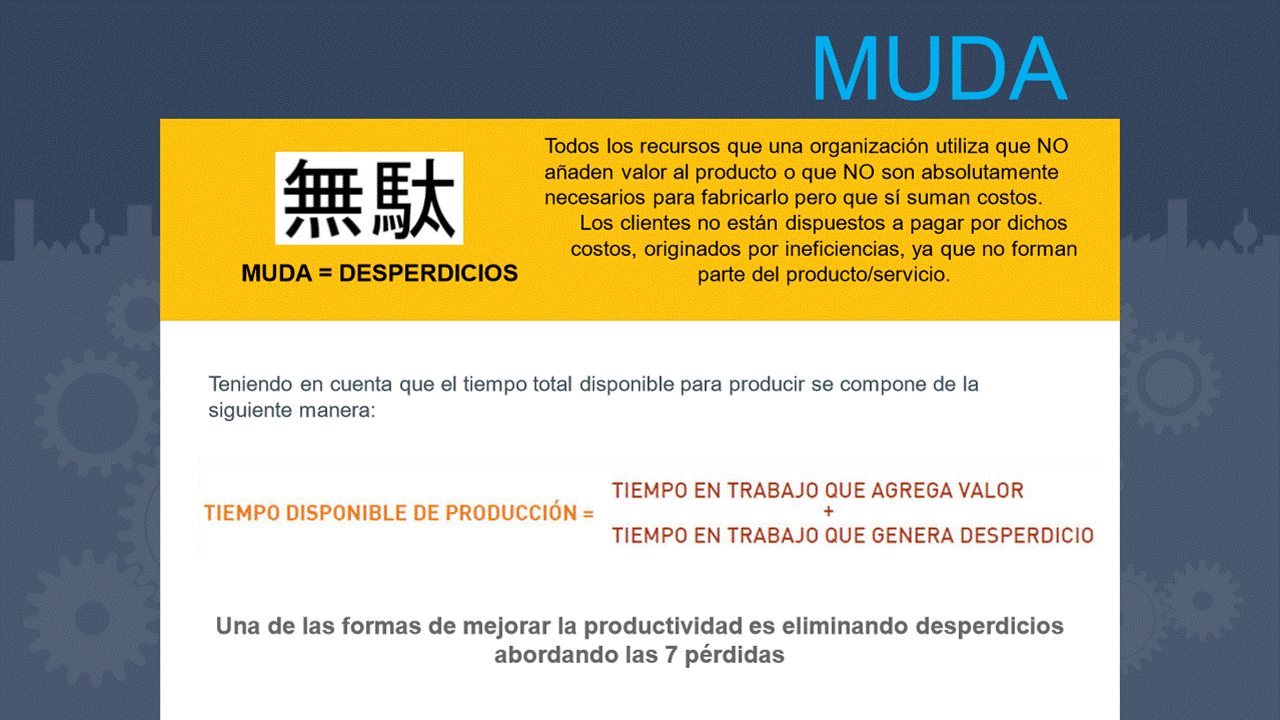 MUDA
無駄
MUDA = DESPERDICIOS
Todos los recursos que una organización utiliza que NO
añaden valor al producto o que NO son absolutamente
necesarios para fabricarlo pero que sí suman costos.
Los clientes no están dispuestos a pagar por dichos
costos, originados por ineficiencias, ya que no forman
parte del producto/servicio.
Teniendo en cuenta que el tiempo total disponible para producir se compone de la
siguiente manera:
TIEMPO DISPONIBLE DE PRODUCCIÓN =
TIEMPO EN TRABAJO QUE AGREGA VALOR
+
TIEMPO EN TRABAJO QUE GENERA DESPERDICIO
Una de las formas de mejorar la productividad es eliminando desperdicios
abordando las 7 pérdidas